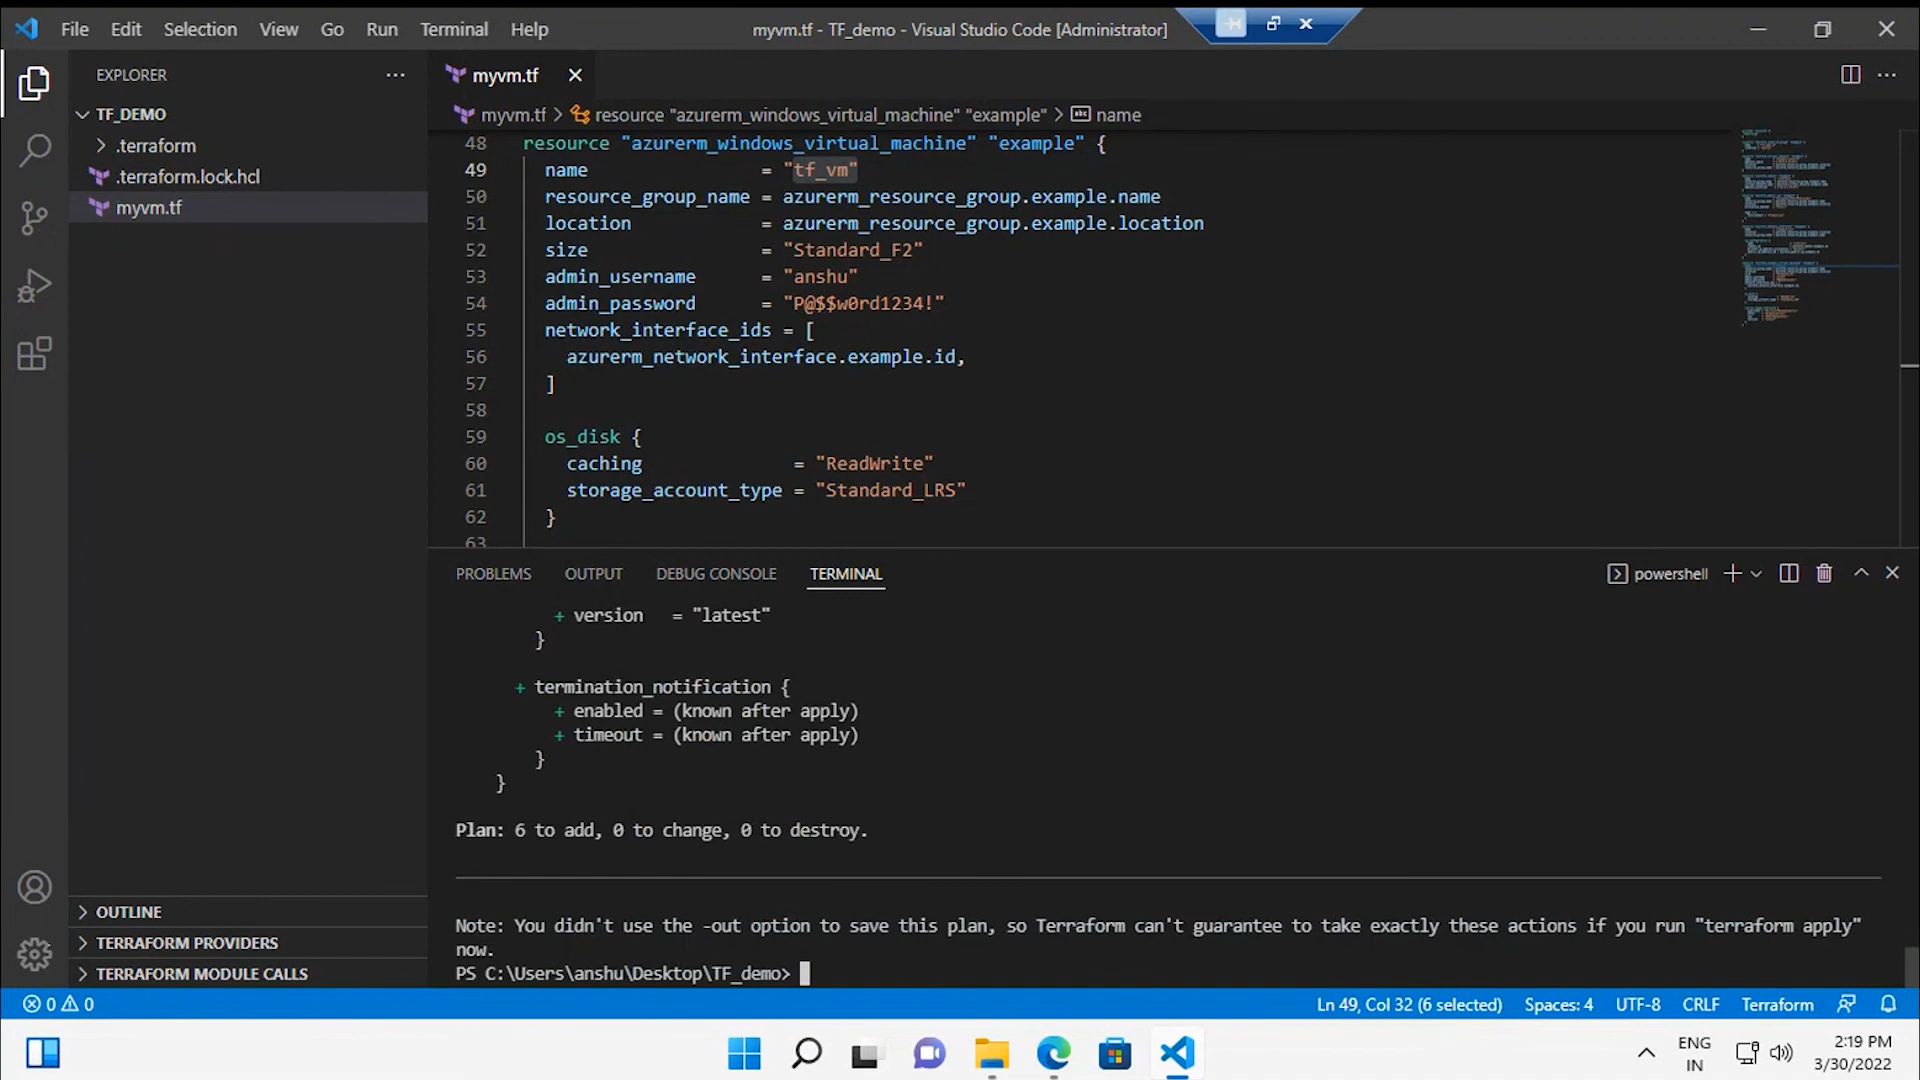 File Edit Selection View Go Run Terminal Help
myvm.tf - TF_demo - Visual Studio Code [Administrator]
EXPLORER
TF_DEMO
.terraform
.terraform.lock.hcl
myvm.tf
OUTLINE
TERRAFORM PROVIDERS
TERRAFORM MODULE CALLS
myvm.tf
myvm.tf > resource "azurerm_windows_virtual_machine" "example" > name
48 resource "azurerm_windows_virtual_machine" "example" {
49 name = "tf_vm"
50 resource_group_name = azurerm_resource_group.example.name
51 location = azurerm_resource_group.example.location
52 size = "Standard_F2"
53 admin_username = "anshu"
54 admin_password = "P@$$w0rd1234!"
55 network_interface_ids = [
56 azurerm_network_interface.example.id,
57 ]
58
59 os_disk {
60 caching = "ReadWrite"
61 storage_account_type = "Standard_LRS"
62 }
63
PROBLEMS OUTPUT DEBUG CONSOLE TERMINAL
powershell
+ version = "latest"
}
+ termination_notification {
+ enabled = (known after apply)
+ timeout = (known after apply)
}
}
Plan: 6 to add, 0 to change, 0 to destroy.
Note: You didn't use the -out option to save this plan, so Terraform can't guarantee to take exactly these actions if you run "terraform apply"
now.
PS C:\Users\anshu\Desktop\TF_demo>
0 0
Ln 49, Col 32 (6 selected) Spaces: 4 UTF-8 CRLF Terraform
ENG
IN
2:19 PM
3/30/2022